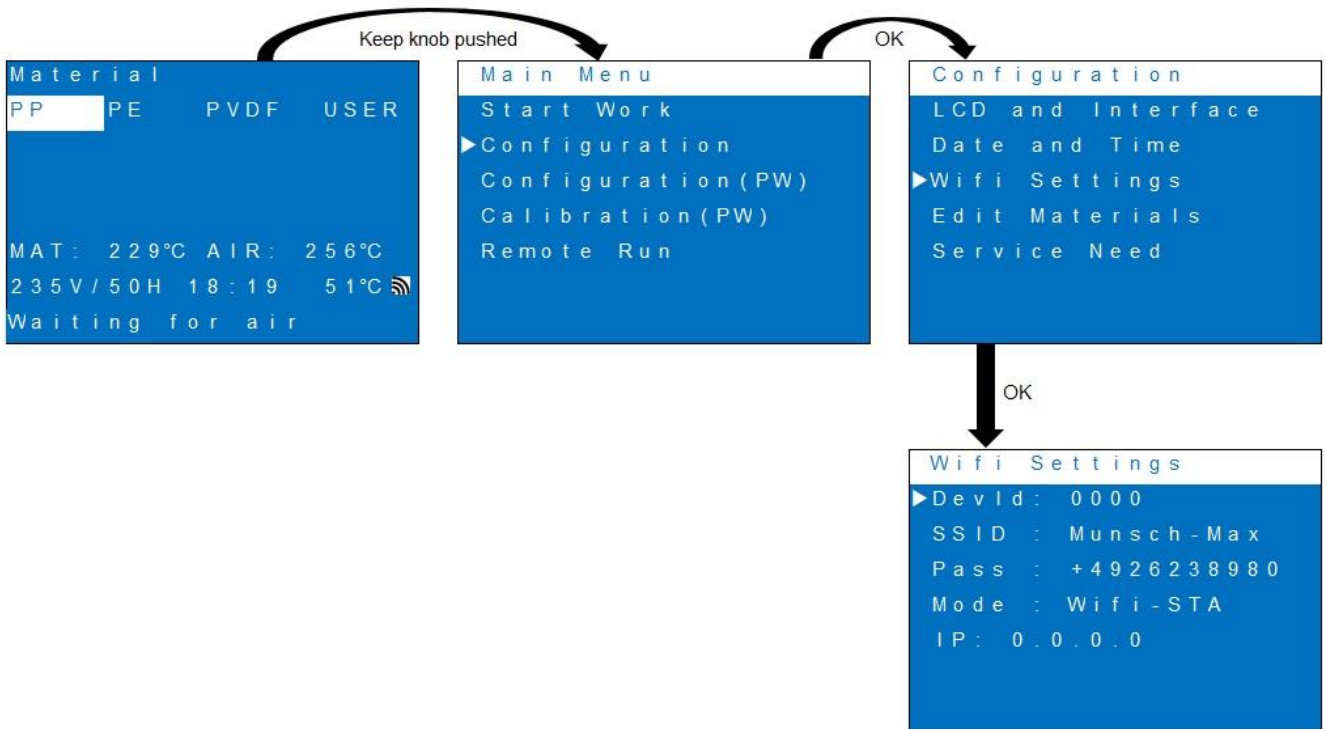 Keep knob pushed
OK
Material
PP PE PVDF USER
MAT: 229°C AIR: 256°C
235V/50H 18:19 51°C
Waiting for air
Main Menu
Start Work
Configuration
Configuration(PW)
Calibration(PW)
Remote Run
Configuration
LCD and Interface
Date and Time
Wifi Settings
Edit Materials
Service Need
OK
Wifi Settings
DevId: 0000
SSID : Munsch-Max
Pass : +4926238980
Mode : Wifi-STA
IP: 0.0.0.0